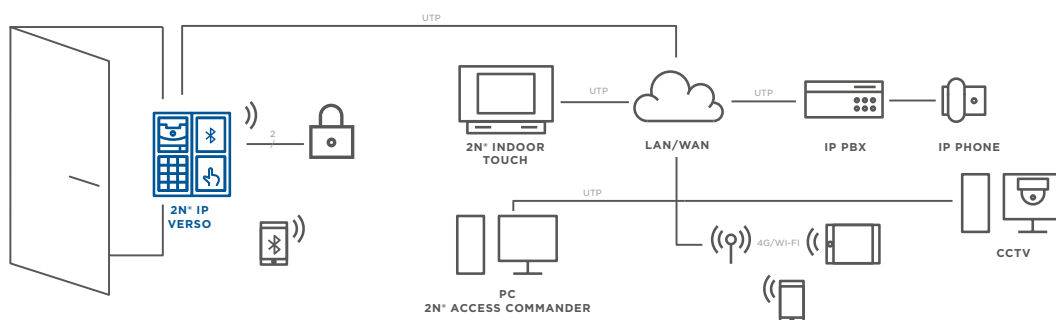 UTP
2N® IP
VERSO
2
2N® INDOOR
TOUCH
UTP
LAN/WAN
UTP
IP PBX
IP PHONE
UTP
PC
2N® ACCESS COMMANDER
4G/WI-FI
CCTV